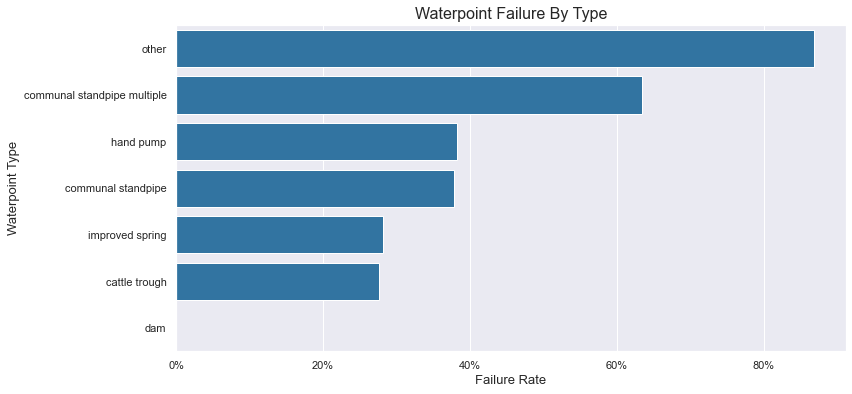 Waterpoint Failure By Type
Waterpoint Type
other
communal standpipe multiple
hand pump
communal standpipe
improved spring
cattle trough
dam
0% 20% 40% 60% 80%
Failure Rate